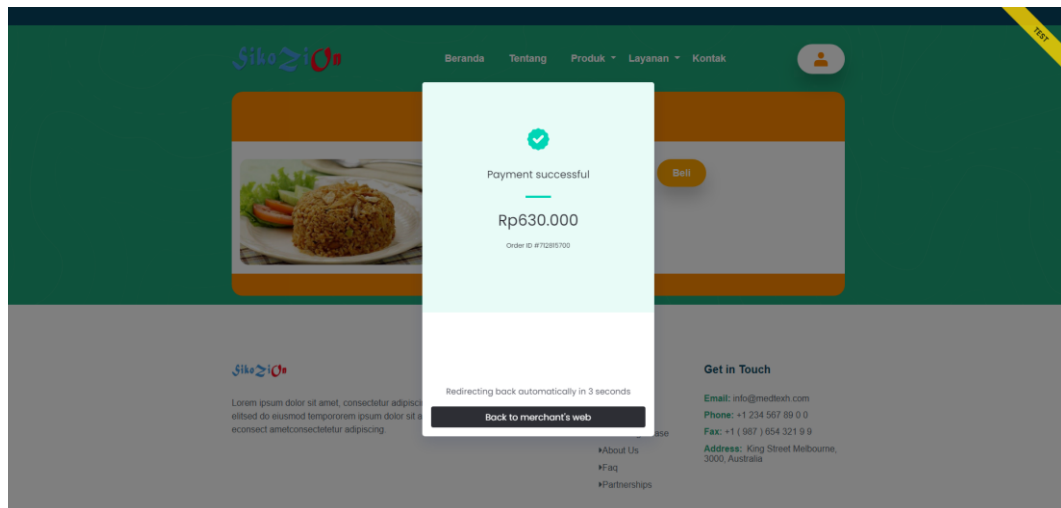 TEST
SikoZiOn
Beranda Tentang Produk Layanan Kontak
Beli
Payment successful
Rp630.000
Order ID #712815700
Redirecting back automatically in 3 seconds
Back to merchant's web
SikoZiOn
Lorem ipsum dolor sit amet, consectetur
elitsed do eiusmod tempororem ipsum dolor sit
econsect ametconsectetetur adipiscing.
About Us
Faq
Partnerships
Get in Touch
Email: info@medtexh.com
Phone: +1 234 567 89 0 0
Fax: +1 ( 987 ) 654 321 9 9
Address: King Street Melbourne,
3000, Australia